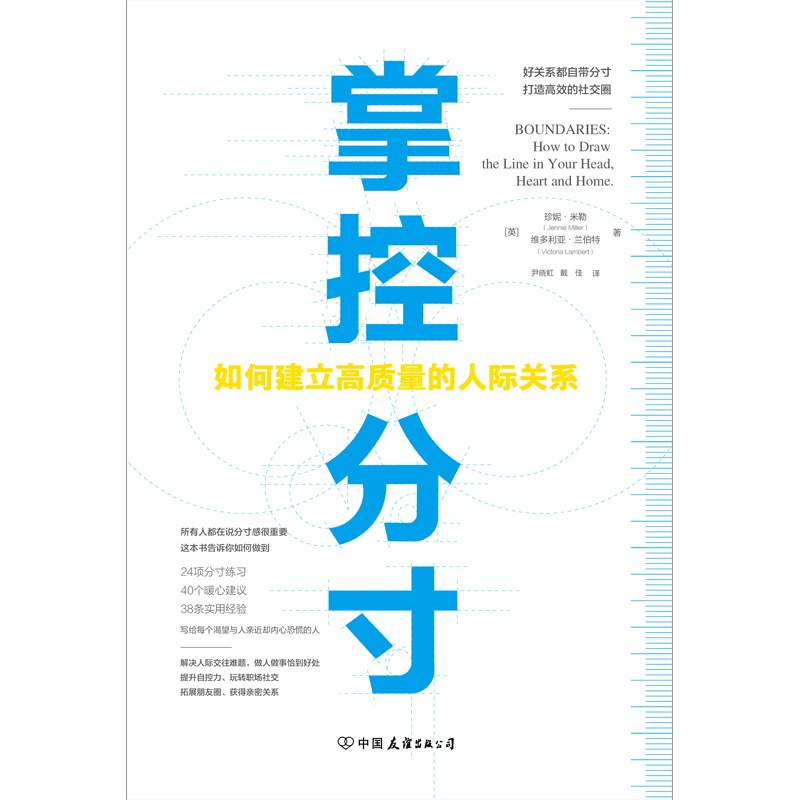 好关系都自带分寸
打造高效的社交圈
BOUNDARIES:
How to Draw
the Line in Your Head,
Heart and Home.
[英]
珍妮·米勒
(Jennie Miller)
维多利亚·兰伯特
(Victoria Lambert)
著
尹晓虹 戴 佳 译
掌控分寸
如何建立高质量的人际关系
所有人都在说分寸感很重要
这本书告诉你如何做到
24项分寸练习
40个暖心建议
38条实用经验
写给每个渴望与人亲近却内心恐慌的人
解决人际交往难题，做人做事恰到好处
提升自控力、玩转职场社交
拓展朋友圈、获得亲密关系
中国友谊出版公司